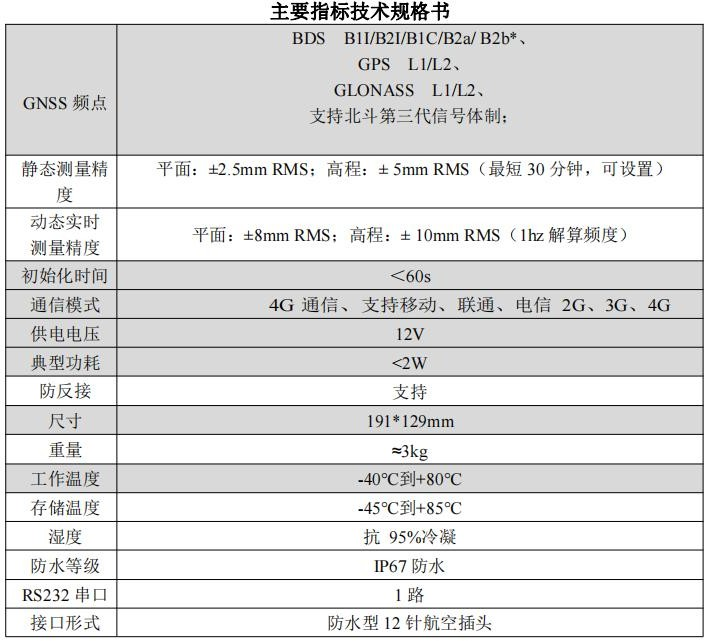 主要指标技术规格书
GNSS 频点
BDS B1I/B2I/B1C/B2a/ B2b*、
GPS L1/L2、
GLONASS L1/L2、
支持北斗第三代信号体制；
静态测量精
度
平面：±2.5mm RMS；高程：± 5mm RMS（最短 30 分钟，可设置）
动态实时
测量精度
平面：±8mm RMS；高程：± 10mm RMS（1hz 解算频度）
初始化时间
＜60s
通信模式
4G 通信、支持移动、联通、电信 2G、3G、4G
供电电压
12V
典型功耗
<2W
防反接
支持
尺寸
191*129mm
重量
≈3kg
工作温度
-40℃到+80℃
存储温度
-45℃到+85℃
湿度
抗 95%冷凝
防水等级
IP67 防水
RS232 串口
1 路
接口形式
防水型 12 针航空插头